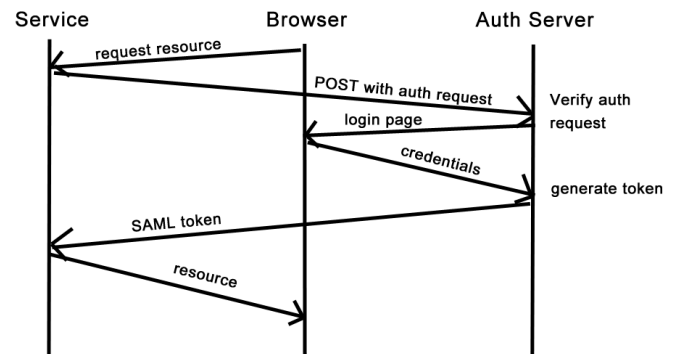 Service
Browser
Auth Server
request resource
POST with auth request
Verify auth
request
login page
credentials
generate token
SAML token
resource